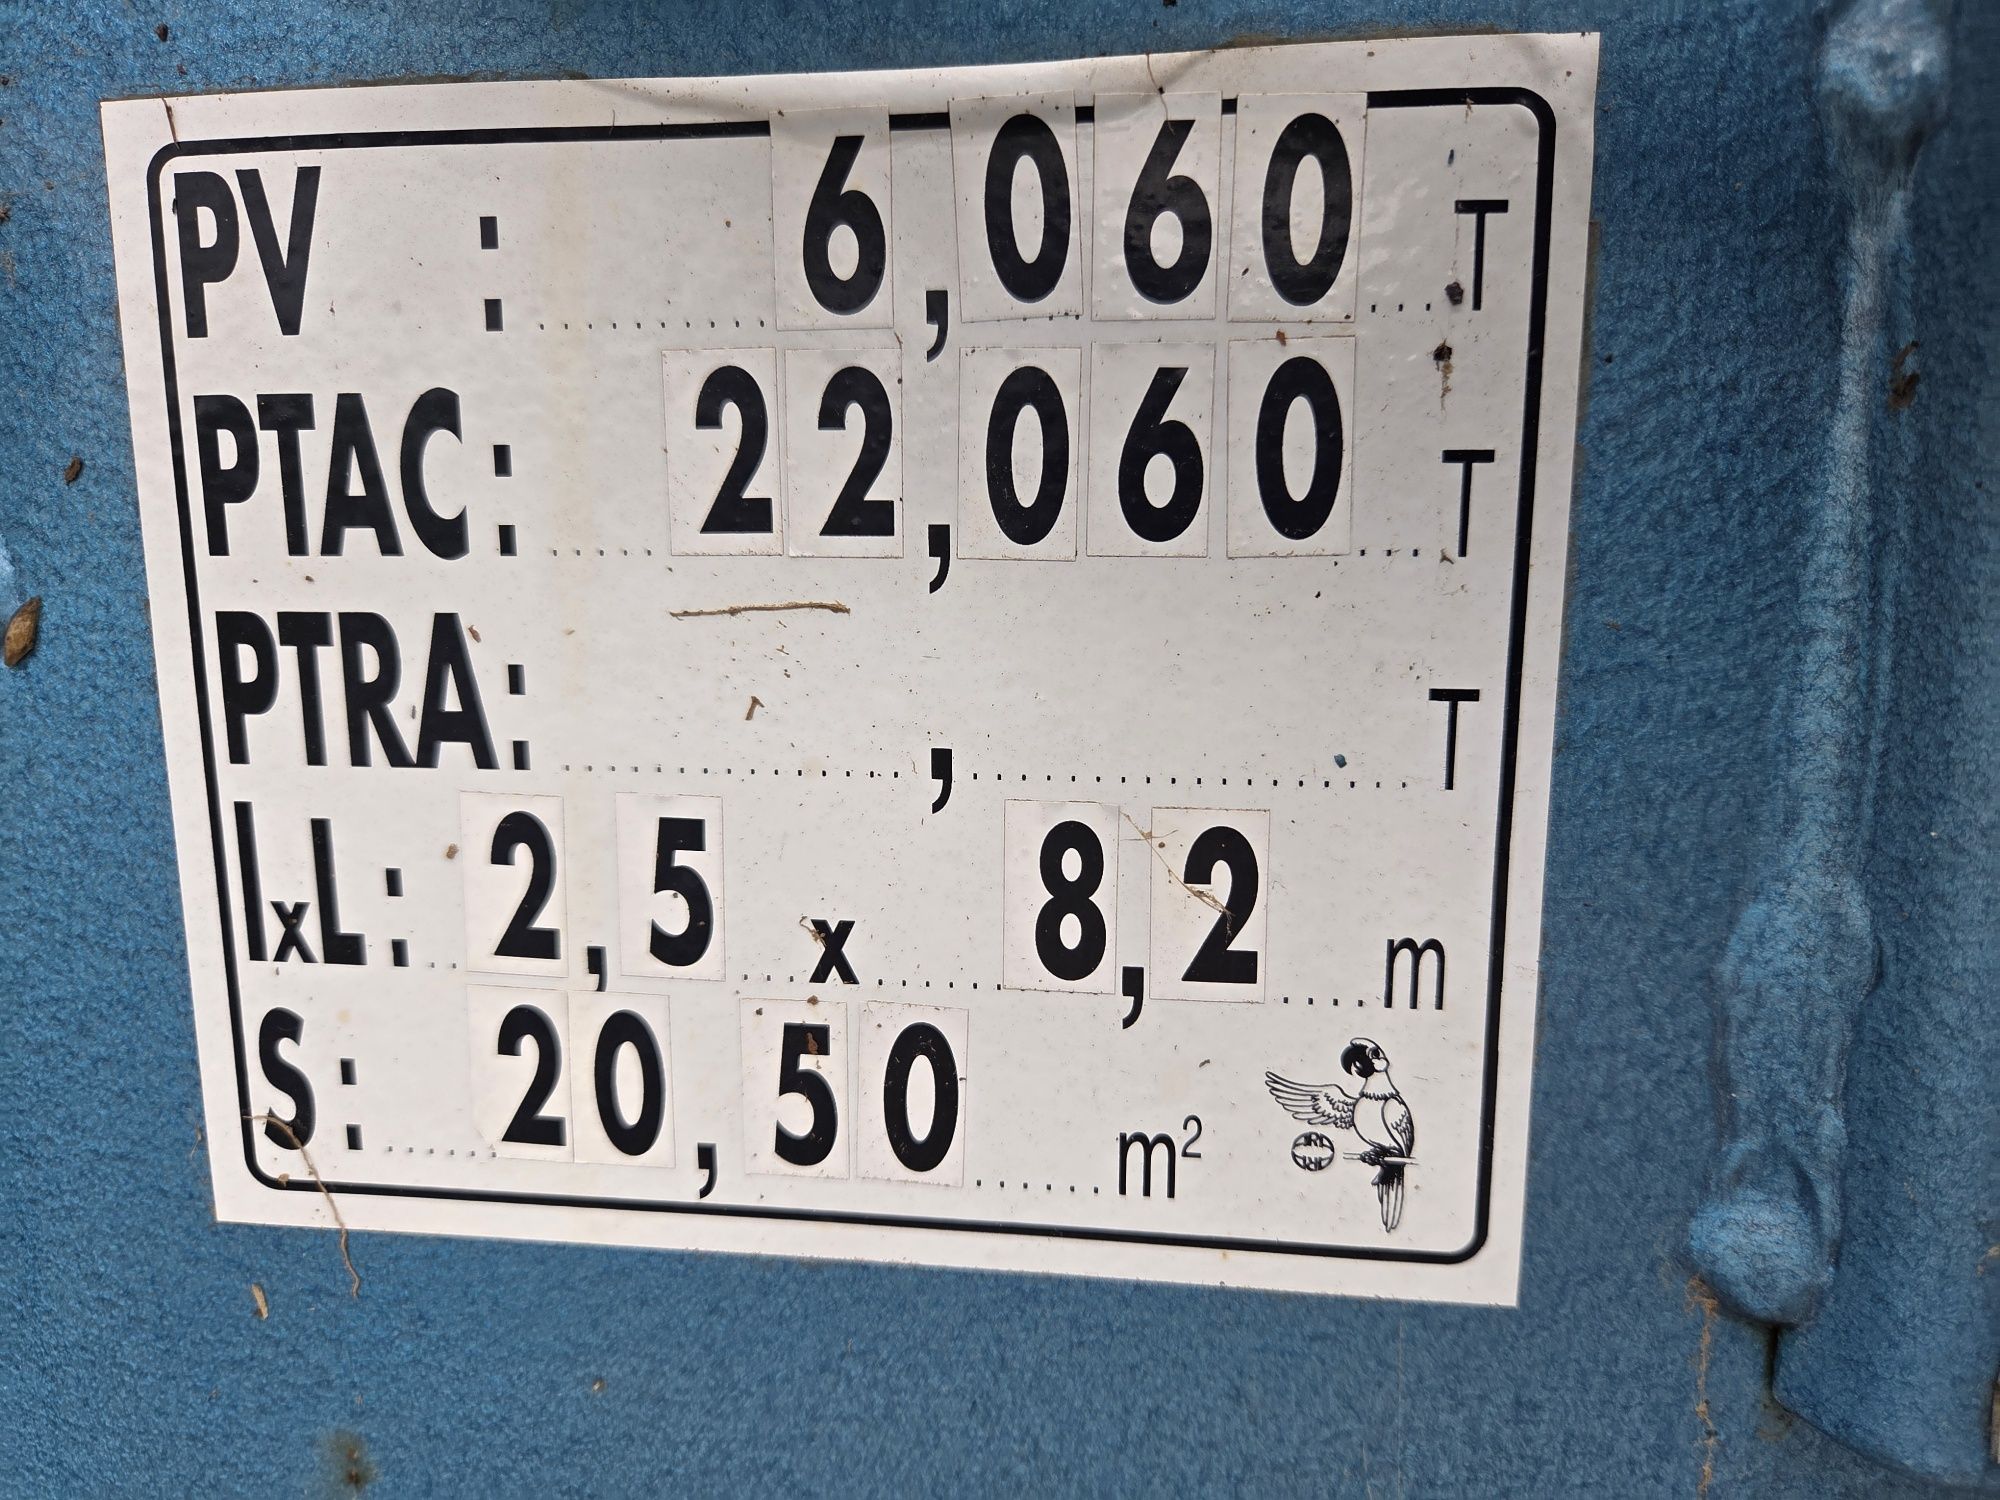 PV : 6,060 T
PTAC : 22,060 T
PTRA : , T
lxL : 2,5 x 8,2 m
S : 20,50 m²